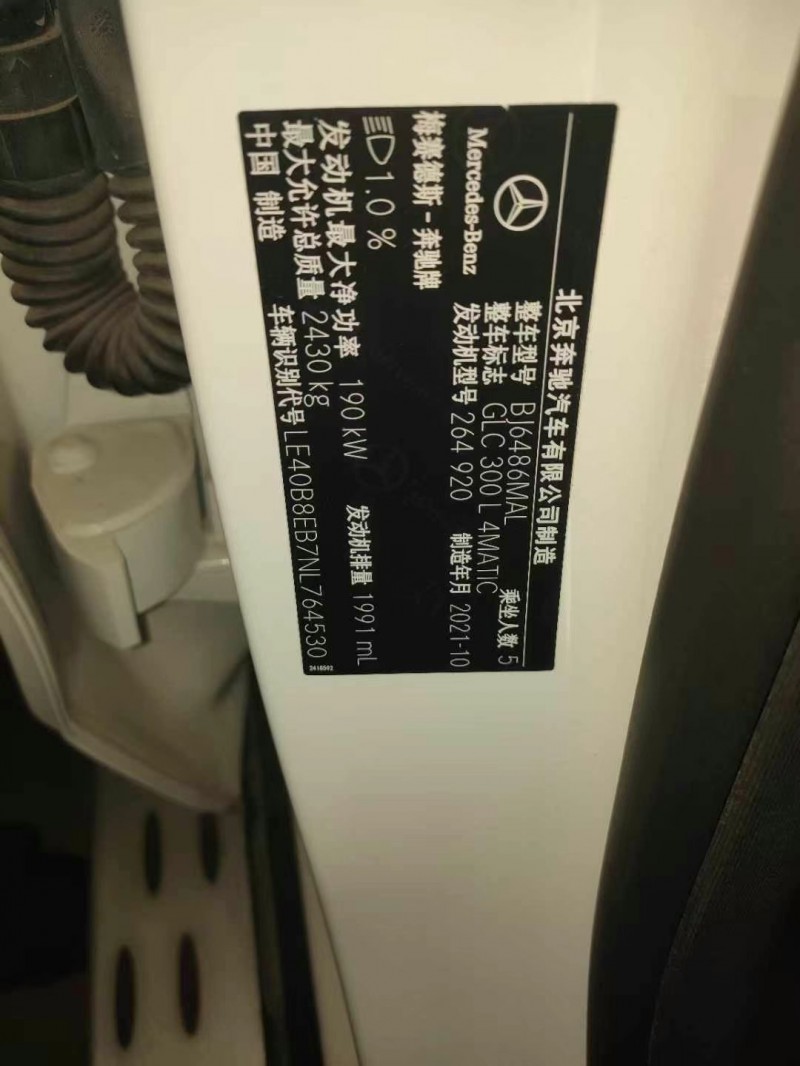 北京奔驰汽车有限公司制造
Mercedes-Benz
梅赛德斯-奔驰牌
整车型号 BJ6486MAL
整车标志 GLC 300 L 4MATIC 乘坐人数 5
发动机型号 264 920 制造年月 2021-10
1.0 %
发动机最大净功率 190 kW 发动机排量 1991 mL
最大允许总质量 2430 kg
中国 制造 车辆识别代号 LE40B8EB7NL764530